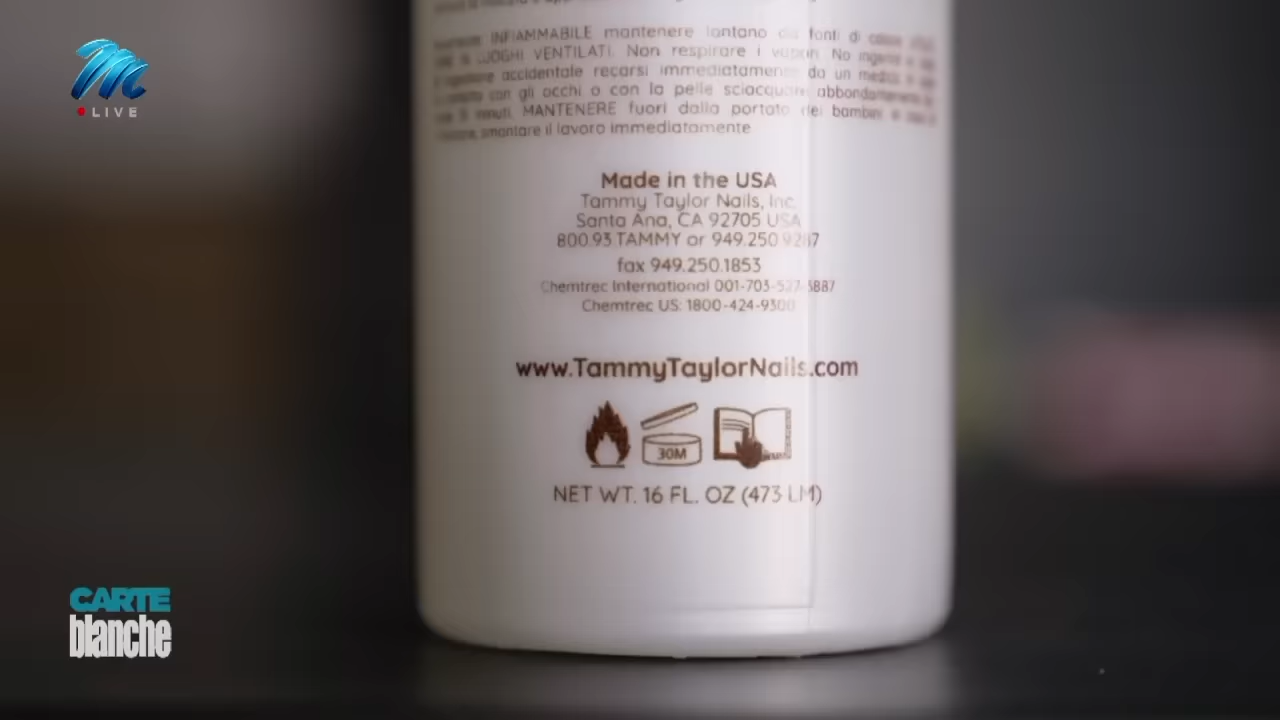 LIVE
INFIAMMABILE mantenere lontano da fonti di calore
LUOGHI VENTILATI. Non respirare i vapori. No ingerire
accidentale recarsi immediatamente da un medico
con gli occhi o con la pelle sciacquare abbondantemente
minuti. MANTENERE fuori dalla portata dei bambini
smontare il lavoro immediatamente
Made in the USA
Tammy Taylor Nails, Inc.
Santa Ana, CA 92705 USA
800.93.TAMMY or 949.250.9287
fax 949.250.1853
Chemtrec International 001-703-527-3887
Chemtrec US: 1800-424-9300
www.TammyTaylorNails.com
30M
NET WT. 16 FL. OZ (473 LM)
CARTE
blanche